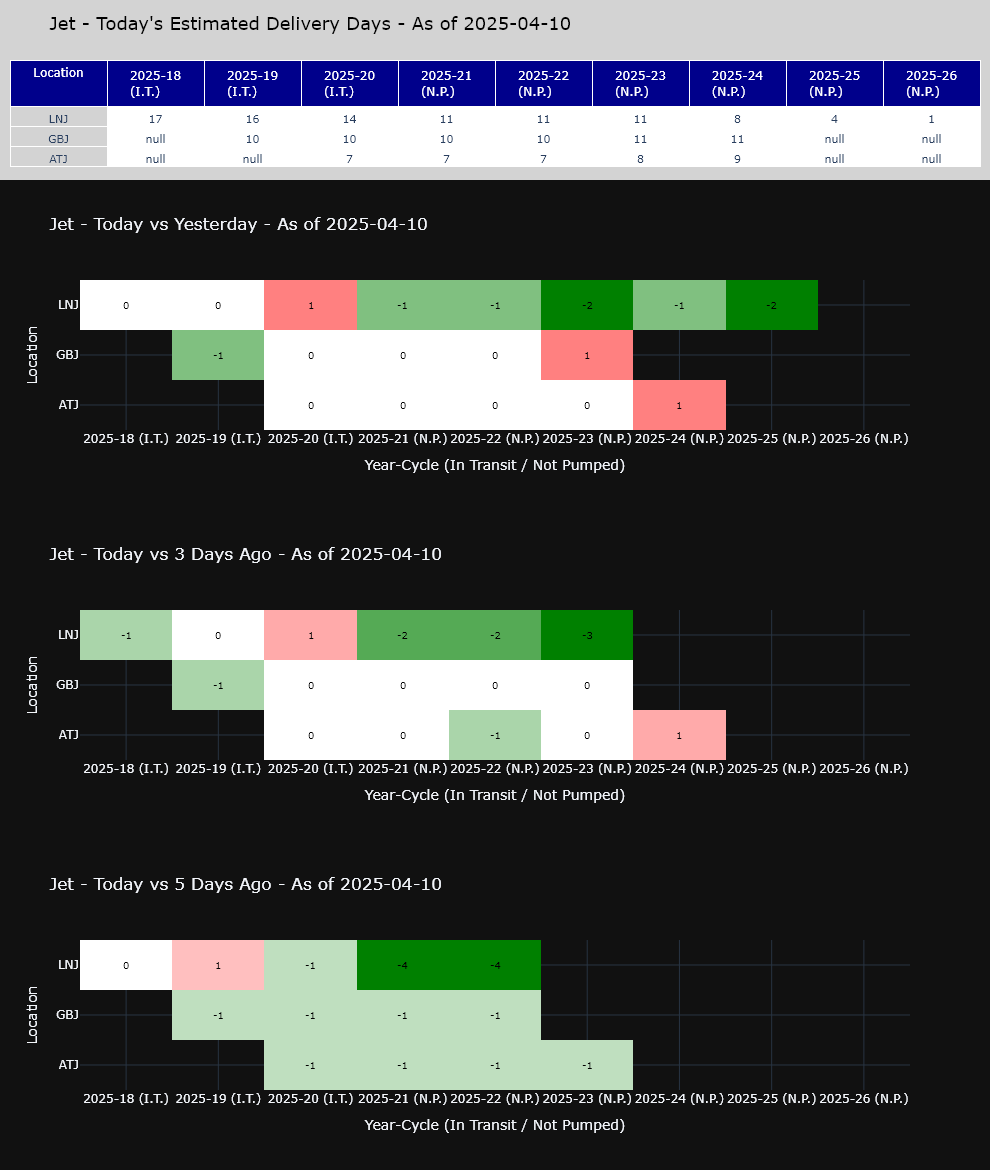 Jet - Today's Estimated Delivery Days - As of 2025-04-10
Location 2025-18 (I.T.) 2025-19 (I.T.) 2025-20 (I.T.) 2025-21 (N.P.) 2025-22 (N.P.) 2025-23 (N.P.) 2025-24 (N.P.) 2025-25 (N.P.) 2025-26 (N.P.)
LNJ 17 16 14 11 11 11 8 4 1
GBJ null 10 10 10 10 11 11 null null
ATJ null null 7 7 7 8 9 null null
Jet - Today vs Yesterday - As of 2025-04-10
Location
LNJ 0 0 1 -1 -1 -2 -1 -2
GBJ -1 0 0 0 1
ATJ 0 0 0 0 1
2025-18 (I.T.) 2025-19 (I.T.) 2025-20 (I.T.) 2025-21 (N.P.) 2025-22 (N.P.) 2025-23 (N.P.) 2025-24 (N.P.) 2025-25 (N.P.) 2025-26 (N.P.)
Year-Cycle (In Transit / Not Pumped)
Jet - Today vs 3 Days Ago - As of 2025-04-10
Location
LNJ -1 0 1 -2 -2 -3
GBJ -1 0 0 0 0
ATJ 0 0 -1 0 1
2025-18 (I.T.) 2025-19 (I.T.) 2025-20 (I.T.) 2025-21 (N.P.) 2025-22 (N.P.) 2025-23 (N.P.) 2025-24 (N.P.) 2025-25 (N.P.) 2025-26 (N.P.)
Year-Cycle (In Transit / Not Pumped)
Jet - Today vs 5 Days Ago - As of 2025-04-10
Location
LNJ 0 1 -1 -4 -4
GBJ -1 -1 -1 -1
ATJ -1 -1 -1 -1
2025-18 (I.T.) 2025-19 (I.T.) 2025-20 (I.T.) 2025-21 (N.P.) 2025-22 (N.P.) 2025-23 (N.P.) 2025-24 (N.P.) 2025-25 (N.P.) 2025-26 (N.P.)
Year-Cycle (In Transit / Not Pumped)